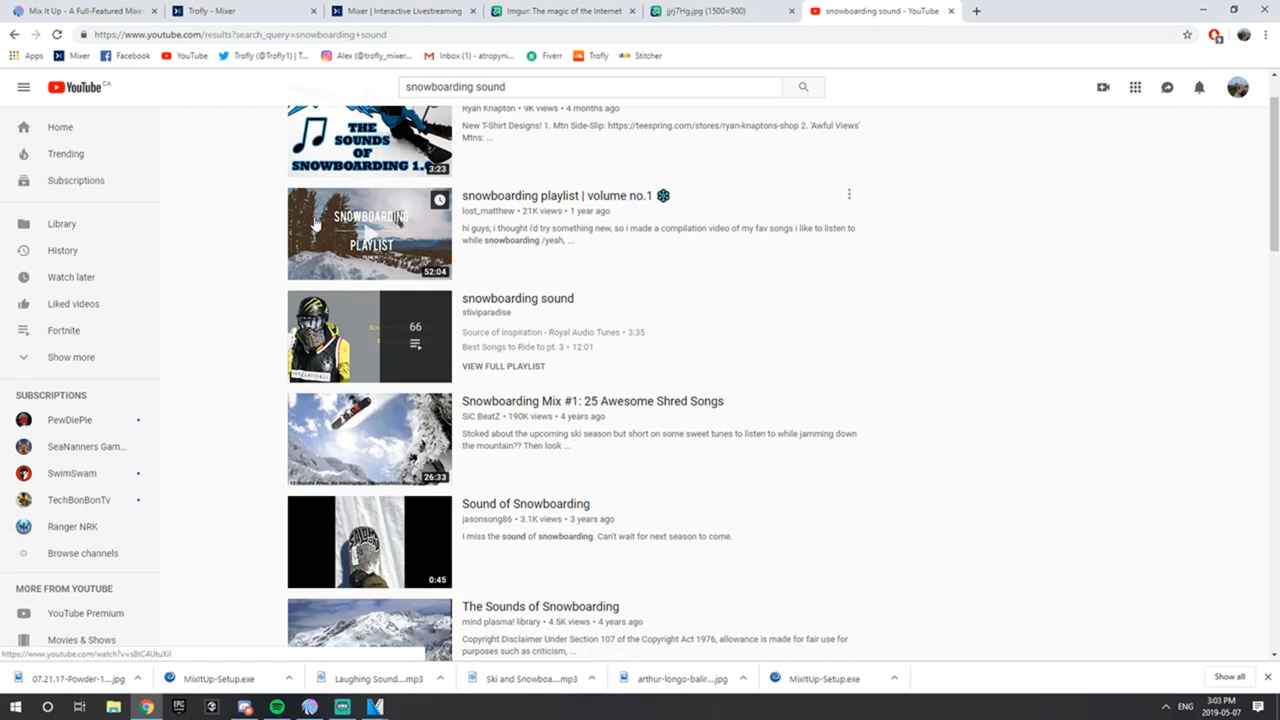 Mix It Up - A Full-Featured Mixer Trofly - Mixer Mixer | Interactive Livestreaming Imgur: The magic of the Internet jjrj7Hg.jpg (1500×900) snowboarding sound - YouTube
https://www.youtube.com/results?search_query=snowboarding+sound
Apps Mixer Facebook YouTube Trofly (@Trofly1) | T... Alex (@trofly_mixer... Inbox (1) - atropyni... Fiverr Trofly Stitcher
YouTube CA snowboarding sound
Home
Trending
Subscriptions
Library
History
Watch later
Liked videos
Fortnite
Show more
SUBSCRIPTIONS
PewDiePie
SeaNanners Gam...
SwimSwam
TechBonBonTv
Ranger NRK
Browse channels
MORE FROM YOUTUBE
YouTube Premium
Movies & Shows
Ryan Knapton • 9K views • 4 months ago
New T-Shirt Designs! 1. Mtn Side-Slip: https://teespring.com/stores/ryan-knaptons-shop 2. 'Awful Views'
Mtns: ...
THE
SOUNDS
OF
SNOWBOARDING 1.
3:23
snowboarding playlist | volume no.1
lost_matthew • 21K views • 1 year ago
hi guys, i thought i'd try something new, so i made a compilation video of my fav songs i like to listen to
while snowboarding /yeah, ...
SNOWBOARDING
PLAYLIST
52:04
snowboarding sound
stiviparadise
Source of Inspiration - Royal Audio Tunes • 3:35
Best Songs to Ride to pt. 3 • 12:01
VIEW FULL PLAYLIST
66
Snowboarding Mix #1: 25 Awesome Shred Songs
SiC BeatZ • 190K views • 4 years ago
Stoked about the upcoming ski season but short on some sweet tunes to listen to while jamming down
the mountain?? Then look ...
26:33
Sound of Snowboarding
jasonsong86 • 3.1K views • 3 years ago
I miss the sound of snowboarding. Can't wait for next season to come.
0:45
The Sounds of Snowboarding
mind plasma! library • 4.5K views • 4 years ago
Copyright Disclaimer Under Section 107 of the Copyright Act 1976, allowance is made for fair use for
purposes such as criticism, ...
https://www.youtube.com/watch?v=s8tC4UtuXiI
07.21.17-Powder-1....jpg MixItUp-Setup.exe Laughing Sound....mp3 Ski and Snowboa....mp3 arthur-longo-balir....jpg MixItUp-Setup.exe Show all
ENG 3:03 PM
2019-05-07